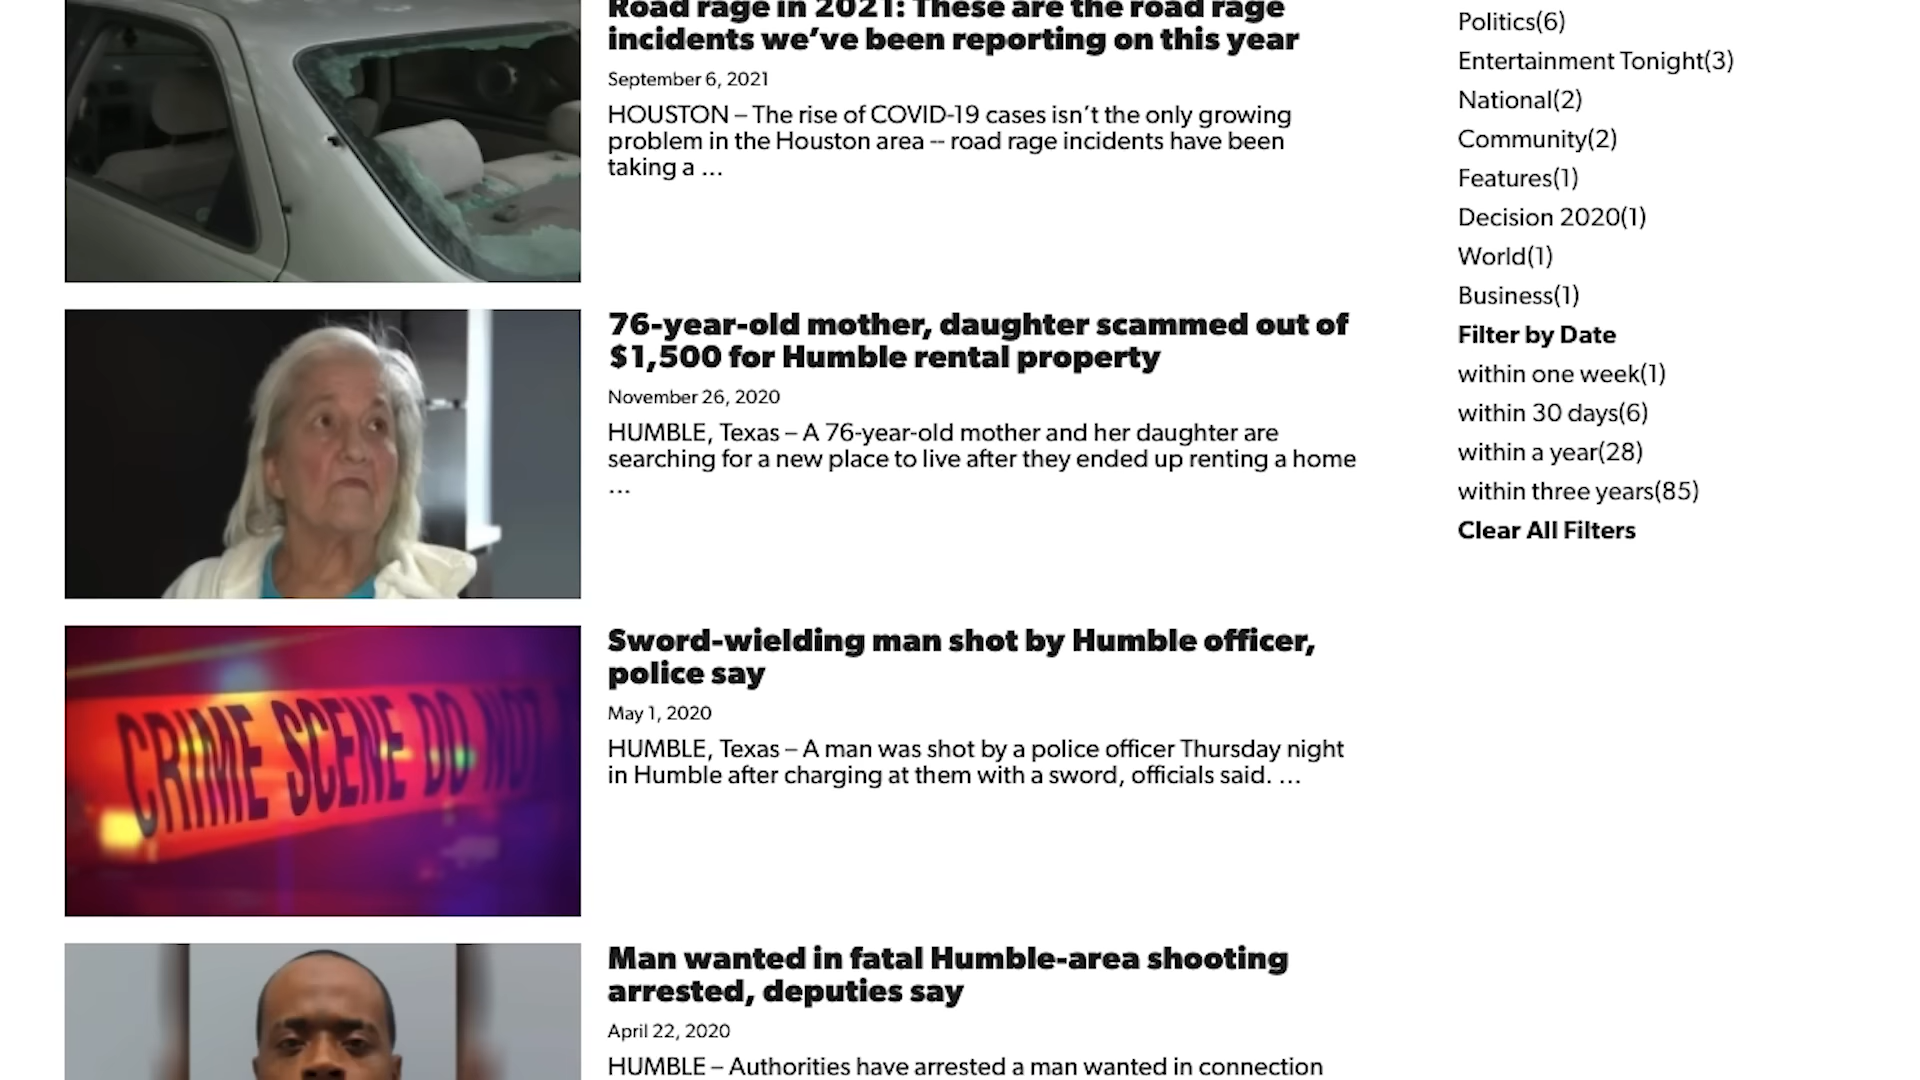 Road rage in 2021: These are the road rage
incidents we’ve been reporting on this year
September 6, 2021
HOUSTON – The rise of COVID-19 cases isn’t the only growing
problem in the Houston area -- road rage incidents have been
taking a …
76-year-old mother, daughter scammed out of
$1,500 for Humble rental property
November 26, 2020
HUMBLE, Texas – A 76-year-old mother and her daughter are
searching for a new place to live after they ended up renting a home
…
CRIME SCENE DO NOT
Sword-wielding man shot by Humble officer,
police say
May 1, 2020
HUMBLE, Texas – A man was shot by a police officer Thursday night
in Humble after charging at them with a sword, officials said. …
Man wanted in fatal Humble-area shooting
arrested, deputies say
April 22, 2020
HUMBLE – Authorities have arrested a man wanted in connection
Politics(6)
Entertainment Tonight(3)
National(2)
Community(2)
Features(1)
Decision 2020(1)
World(1)
Business(1)
Filter by Date
within one week(1)
within 30 days(6)
within a year(28)
within three years(85)
Clear All Filters